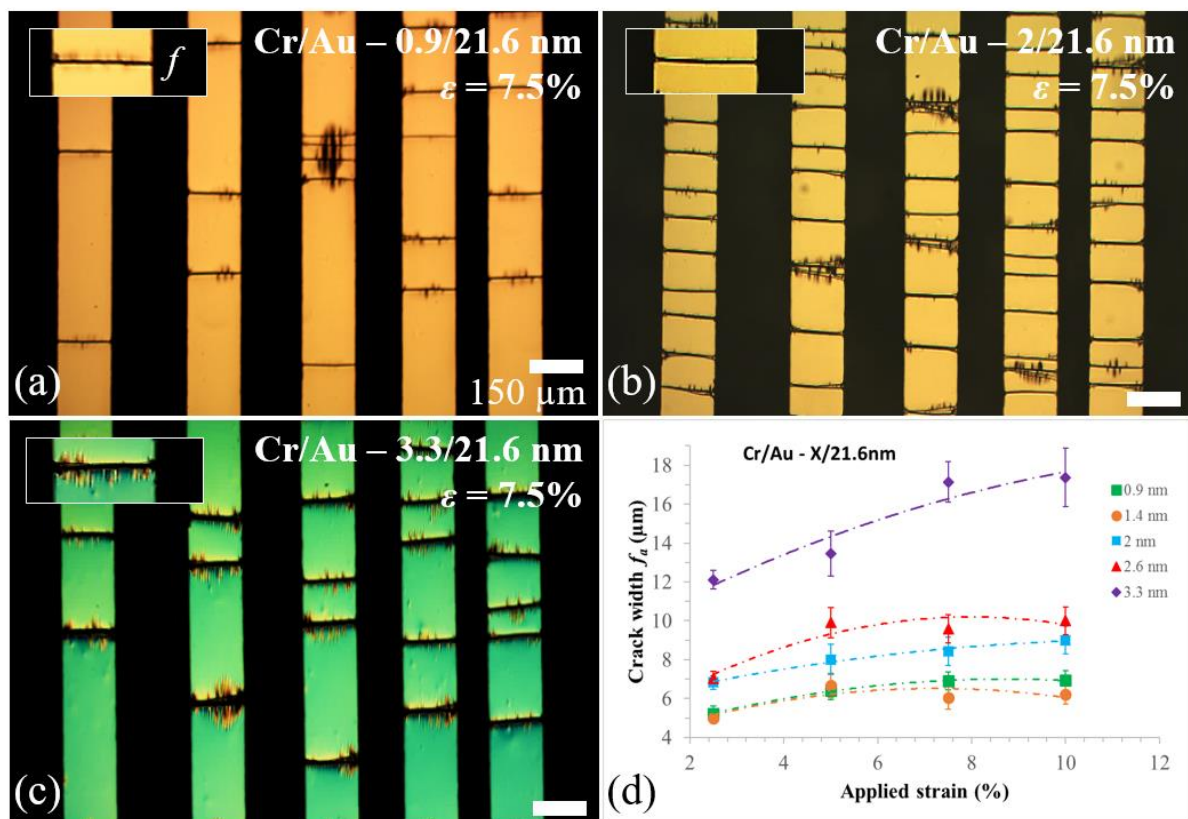 Cr/Au – 0.9/21.6 nm
f
ε = 7.5%
(a)
150 µm
Cr/Au – 2/21.6 nm
ε = 7.5%
(b)
Cr/Au – 3.3/21.6 nm
ε = 7.5%
(c)
Cr/Au - X/21.6nm
18
16
14
12
10
8
6
4
Crack width fa (µm)
0.9 nm
1.4 nm
2 nm
2.6 nm
3.3 nm
2 4 6 8 10 12
Applied strain (%)
(d)